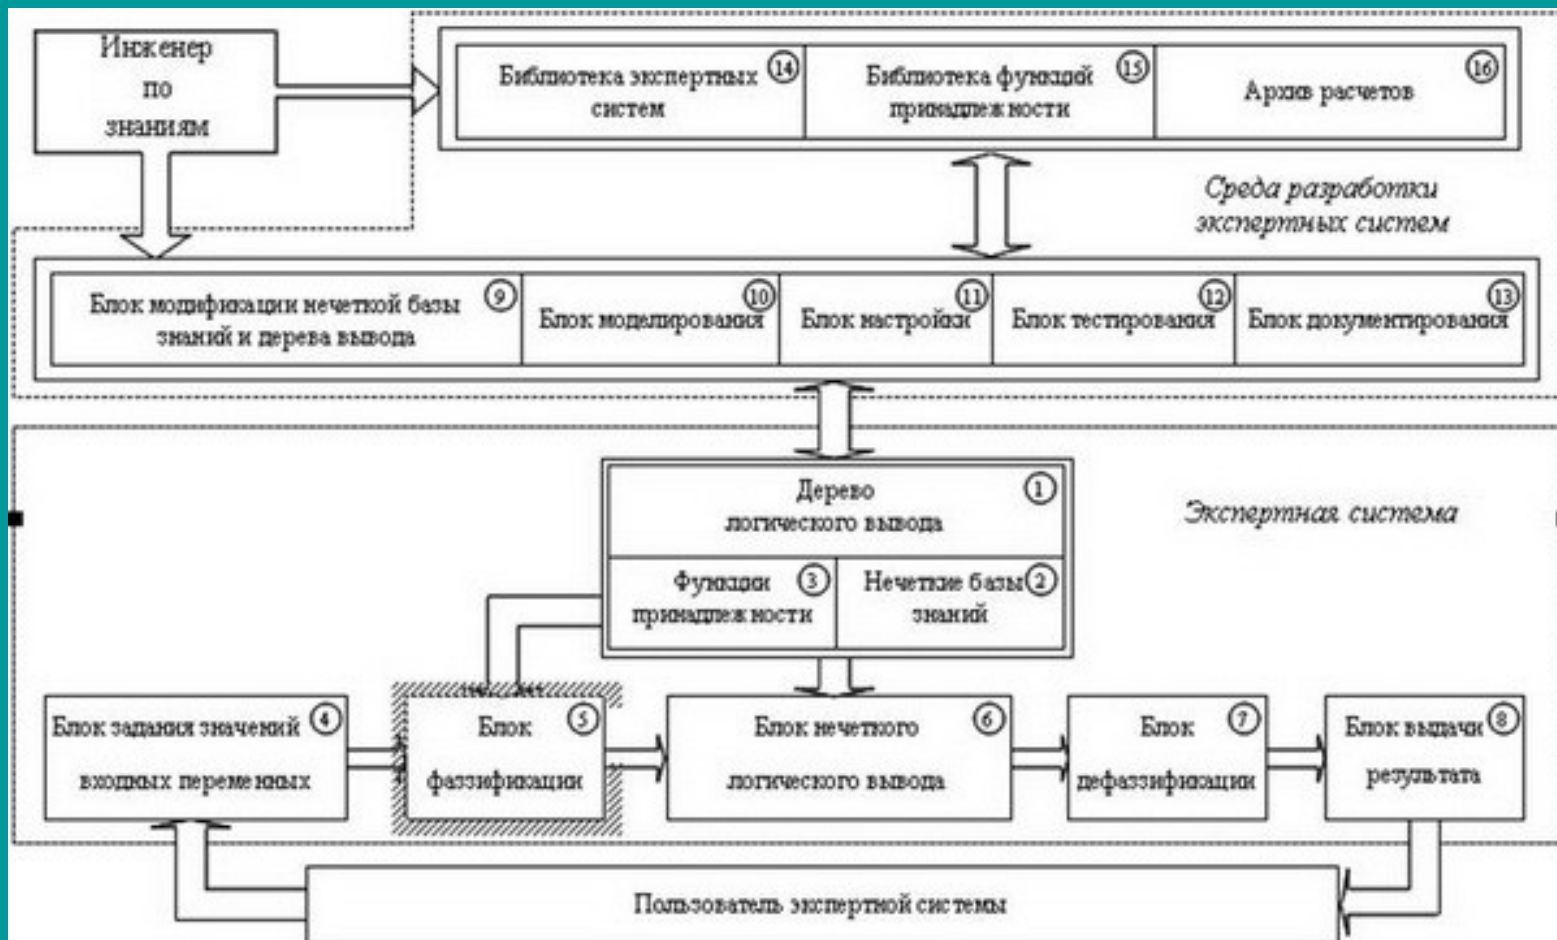 Инженер
по
знаниям
Библиотека экспертных
систем
14
Библиотека функций
принадлежности
15
Архив расчетов
16
Среда разработки
экспертных систем
Блок модификации нечеткой базы
знаний и дерева вывода
9
Блок моделирования
10
Блок настройки
11
Блок тестирования
12
Блок документирования
13
Дерево
логического вывода
1
Экспертная система
Функции
принадлежности
3
Нечеткие базы
знаний
2
Блок задания значений
входных переменных
4
Блок
фаззификации
5
Блок нечеткого
логического вывода
6
Блок
дефаззификации
7
Блок выдачи
результата
8
Пользователь экспертной системы